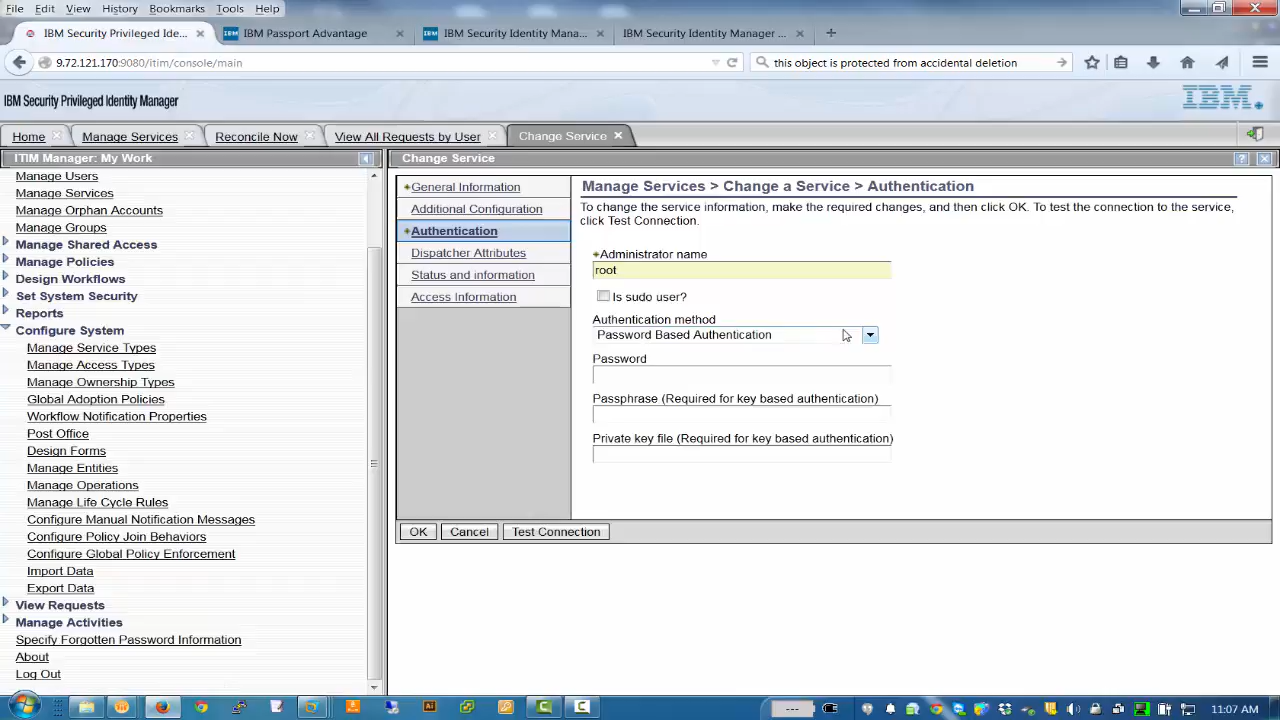 File Edit View History Bookmarks Tools Help
IBM Security Privileged Ide...
IBM Passport Advantage
IBM Security Identity Mana...
IBM Security Identity Manager ...
9.72.121.170:9080/itim/console/main
this object is protected from accidental deletion
IBM Security Privileged Identity Manager
IBM.
Home
Manage Services
Reconcile Now
View All Requests by User
Change Service
ITIM Manager: My Work
Manage Users
Manage Services
Manage Orphan Accounts
Manage Groups
Manage Shared Access
Manage Policies
Design Workflows
Set System Security
Reports
Configure System
Manage Service Types
Manage Access Types
Manage Ownership Types
Global Adoption Policies
Workflow Notification Properties
Post Office
Design Forms
Manage Entities
Manage Operations
Manage Life Cycle Rules
Configure Manual Notification Messages
Configure Policy Join Behaviors
Configure Global Policy Enforcement
Import Data
Export Data
View Requests
Manage Activities
Specify Forgotten Password Information
About
Log Out
Change Service
General Information
Additional Configuration
Authentication
Dispatcher Attributes
Status and information
Access Information
Manage Services > Change a Service > Authentication
To change the service information, make the required changes, and then click OK. To test the connection to the service,
click Test Connection.
Administrator name
root
Is sudo user?
Authentication method
Password Based Authentication
Password
Passphrase (Required for key based authentication)
Private key file (Required for key based authentication)
OK
Cancel
Test Connection
11:07 AM